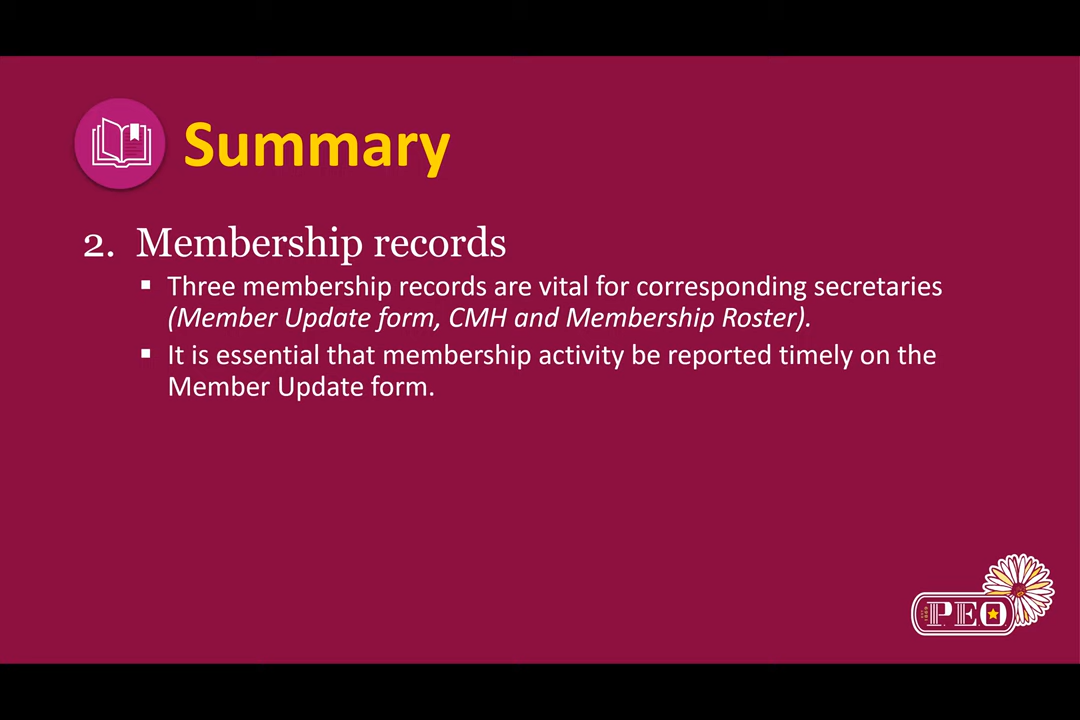 Summary
2. Membership records
▪ Three membership records are vital for corresponding secretaries
(Member Update form, CMH and Membership Roster).
▪ It is essential that membership activity be reported timely on the
Member Update form.
PEO